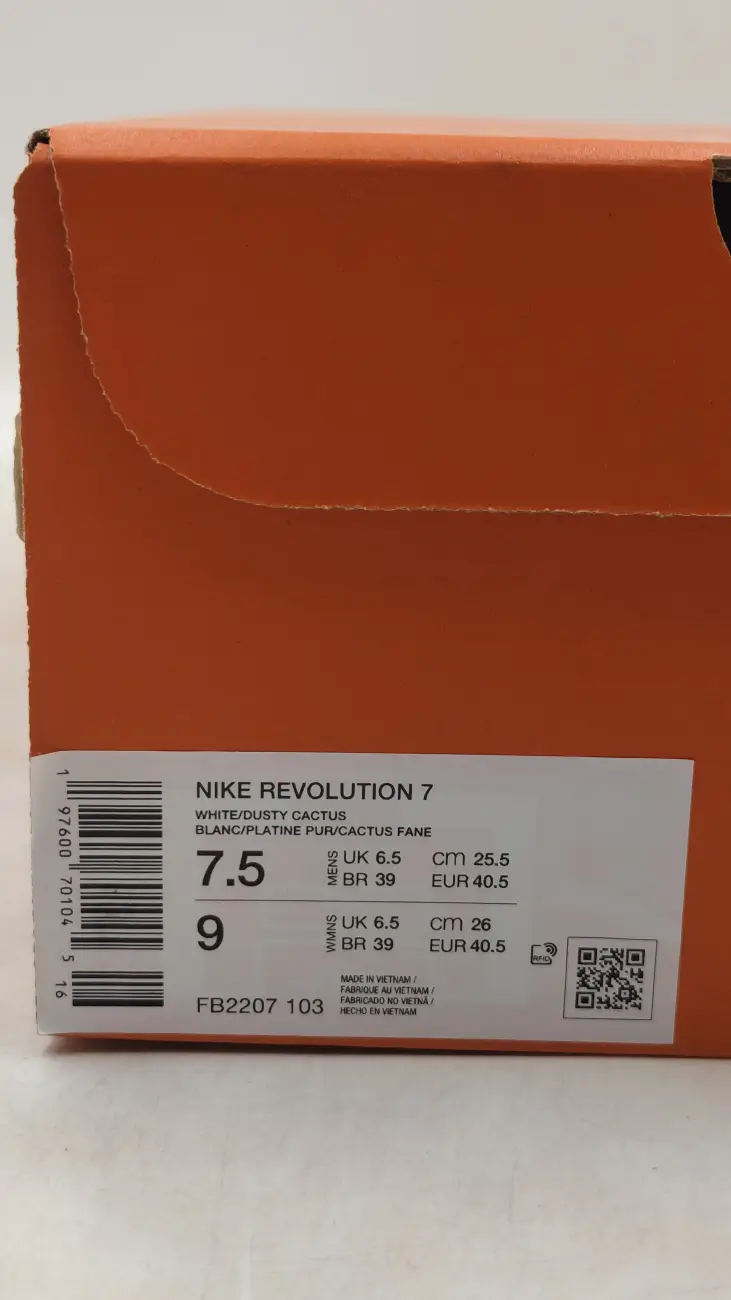 NIKE REVOLUTION 7
WHITE/DUSTY CACTUS
BLANC/PLATINE PUR/CACTUS FANE
7.5
MENS
UK 6.5 cm 25.5
BR 39 EUR 40.5
9
WMNS
UK 6.5 cm 26
BR 39 EUR 40.5
RFID
FB2207 103
MADE IN VIETNAM /
FABRIQUE AU VIETNAM /
FABRICADO NO VIETNÃ /
HECHO EN VIETNAM
1 97600 70104 5 16